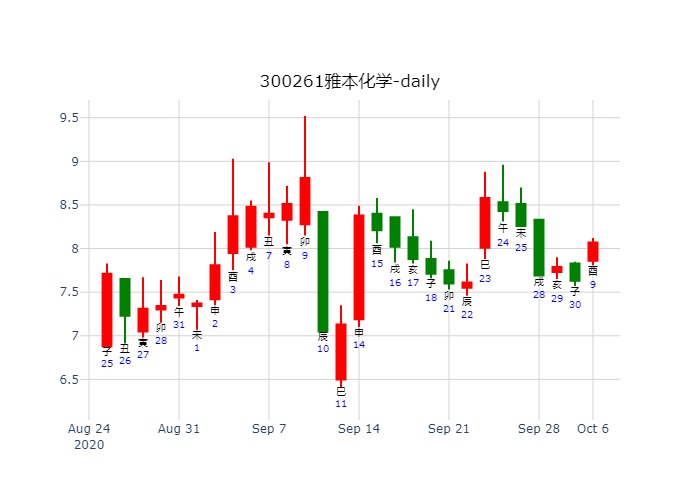 300261雅本化学-daily
9.5
9
8.5
8
7.5
7
6.5
子
25
丑
26
寅
27
卯
28
午
31
未
1
申
2
酉
3
戌
4
丑
7
寅
8
卯
9
辰
10
巳
11
申
14
酉
15
戌
16
亥
17
子
18
卯
21
辰
22
巳
23
午
24
未
25
戌
28
亥
29
子
30
酉
9
Aug 24
2020
Aug 31
Sep 7
Sep 14
Sep 21
Sep 28
Oct 6